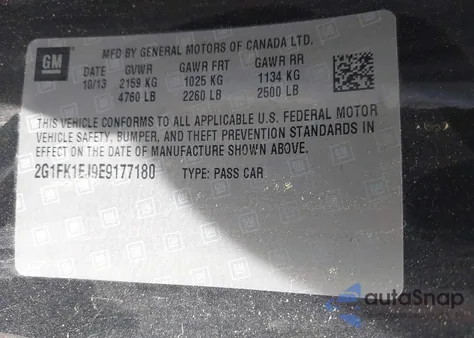 GM
MFD BY GENERAL MOTORS OF CANADA LTD.
DATE GVWR GAWR FRT GAWR RR
10/13 2159 KG 1025 KG 1134 KG
4760 LB 2260 LB 2500 LB
THIS VEHICLE CONFORMS TO ALL APPLICABLE U.S. FEDERAL MOTOR
VEHICLE SAFETY, BUMPER, AND THEFT PREVENTION STANDARDS IN
EFFECT ON THE DATE OF MANUFACTURE SHOWN ABOVE.
2G1FK1EJ9E9177180 TYPE: PASS CAR
autoSnap